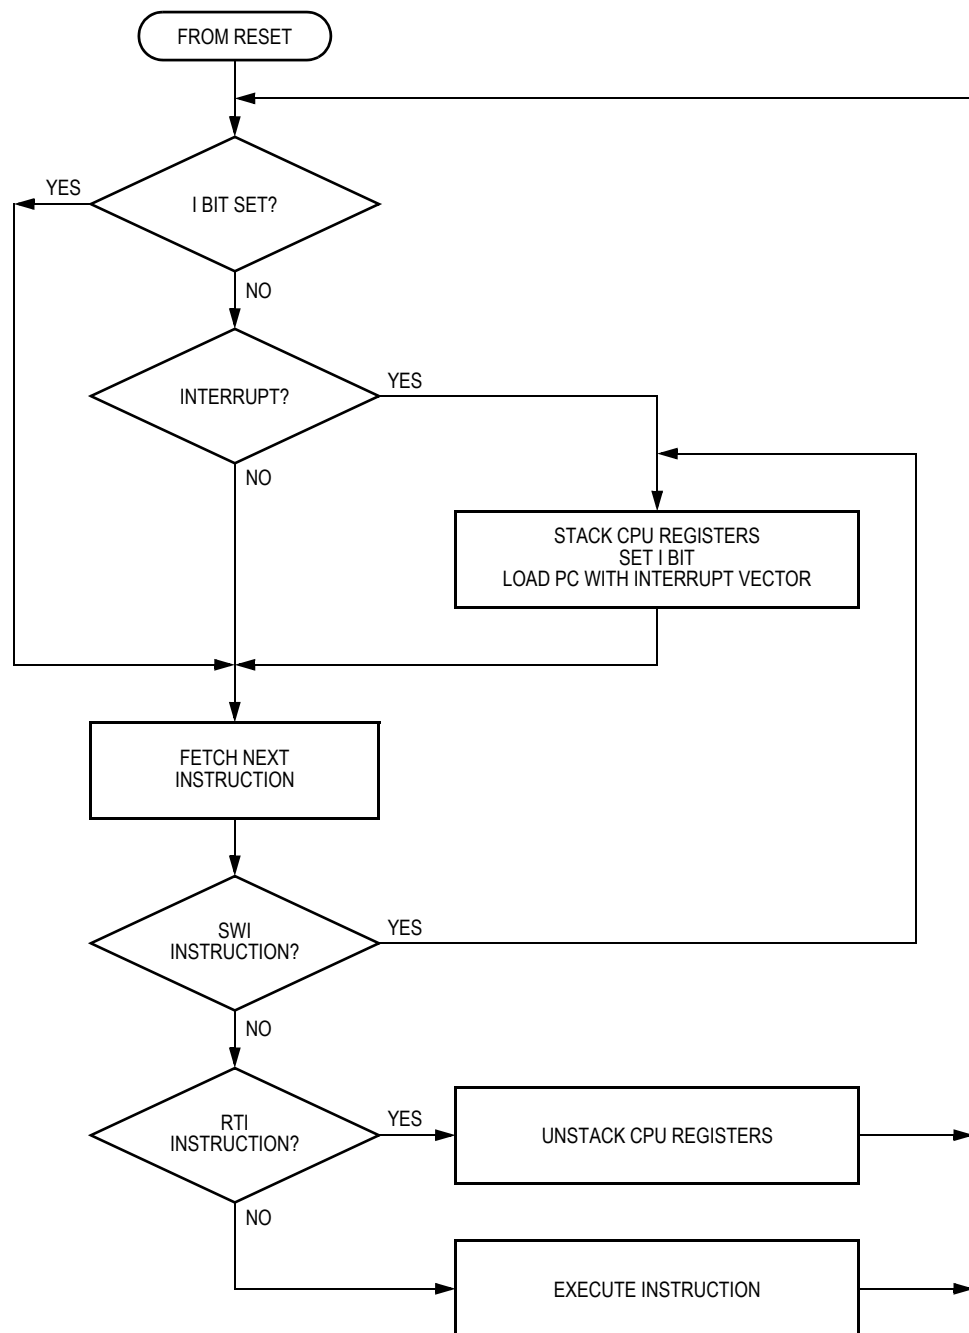 FROM RESET
YES
I BIT SET?
NO
INTERRUPT?
YES
NO
STACK CPU REGISTERS
SET I BIT
LOAD PC WITH INTERRUPT VECTOR
FETCH NEXT
INSTRUCTION
SWI
INSTRUCTION?
YES
NO
RTI
INSTRUCTION?
YES
UNSTACK CPU REGISTERS
NO
EXECUTE INSTRUCTION